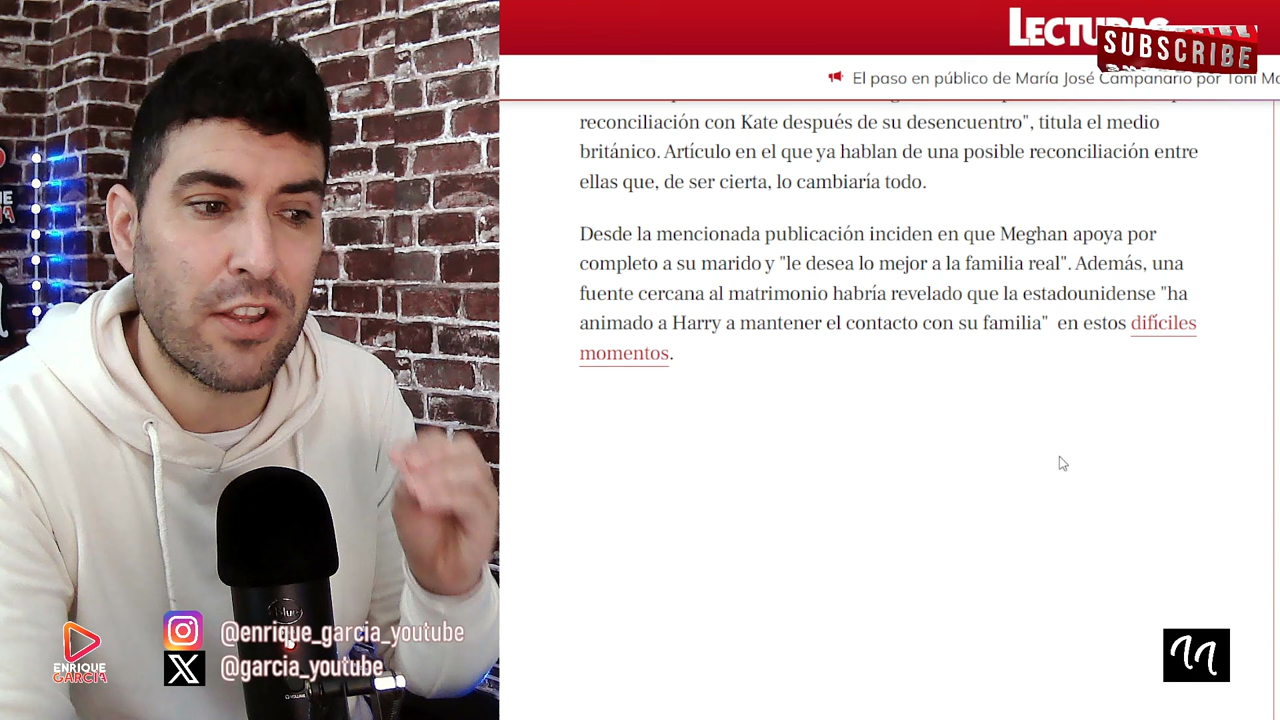 LECTURAS
SUBSCRIBE
El paso en público de María José Campanario por Toni
reconciliación con Kate después de su desencuentro", titula el medio
británico. Artículo en el que ya hablan de una posible reconciliación entre
ellas que, de ser cierta, lo cambiaría todo.
Desde la mencionada publicación inciden en que Meghan apoya por
completo a su marido y "le desea lo mejor a la familia real". Además, una
fuente cercana al matrimonio habría revelado que la estadounidense "ha
animado a Harry a mantener el contacto con su familia" en estos difíciles
momentos.
blue
@enrique_garcia_youtube
@garcia_youtube
ENRIQUE
GARCIA